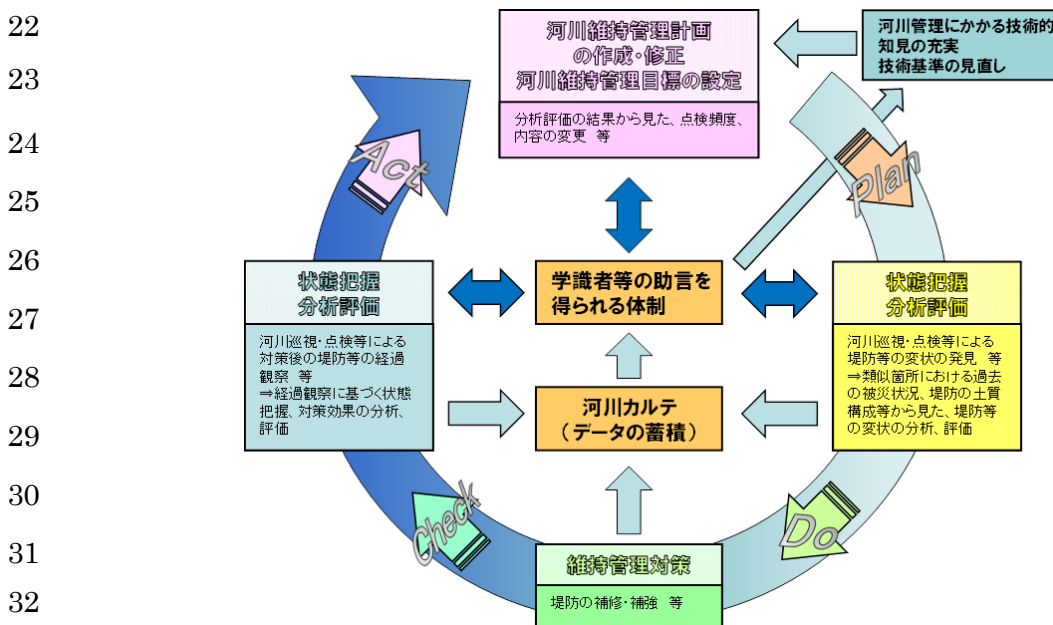 22
23
24
25
26
27
28
29
30
31
32
河川維持管理計画
の作成・修正
河川維持管理目標の設定
分析評価の結果から見た、点検頻度、
内容の変更 等
河川管理にかかる技術的
知見の充実
技術基準の見直し
Act
Plan
状態把握
分析評価
河川巡視・点検等による
対策後の堤防等の経過
観察 等
⇒経過観察に基づく状態
把握、対策効果の分析、
評価
学識者等の助言を
得られる体制
状態把握
分析評価
河川巡視・点検等による
堤防等の変状の発見 等
⇒類似箇所における過去
の被災状況、堤防の土質
構成等から見た、堤防等
の変状の分析、評価
河川カルテ
（データの蓄積）
Check
Do
維持管理対策
堤防の補修・補強 等